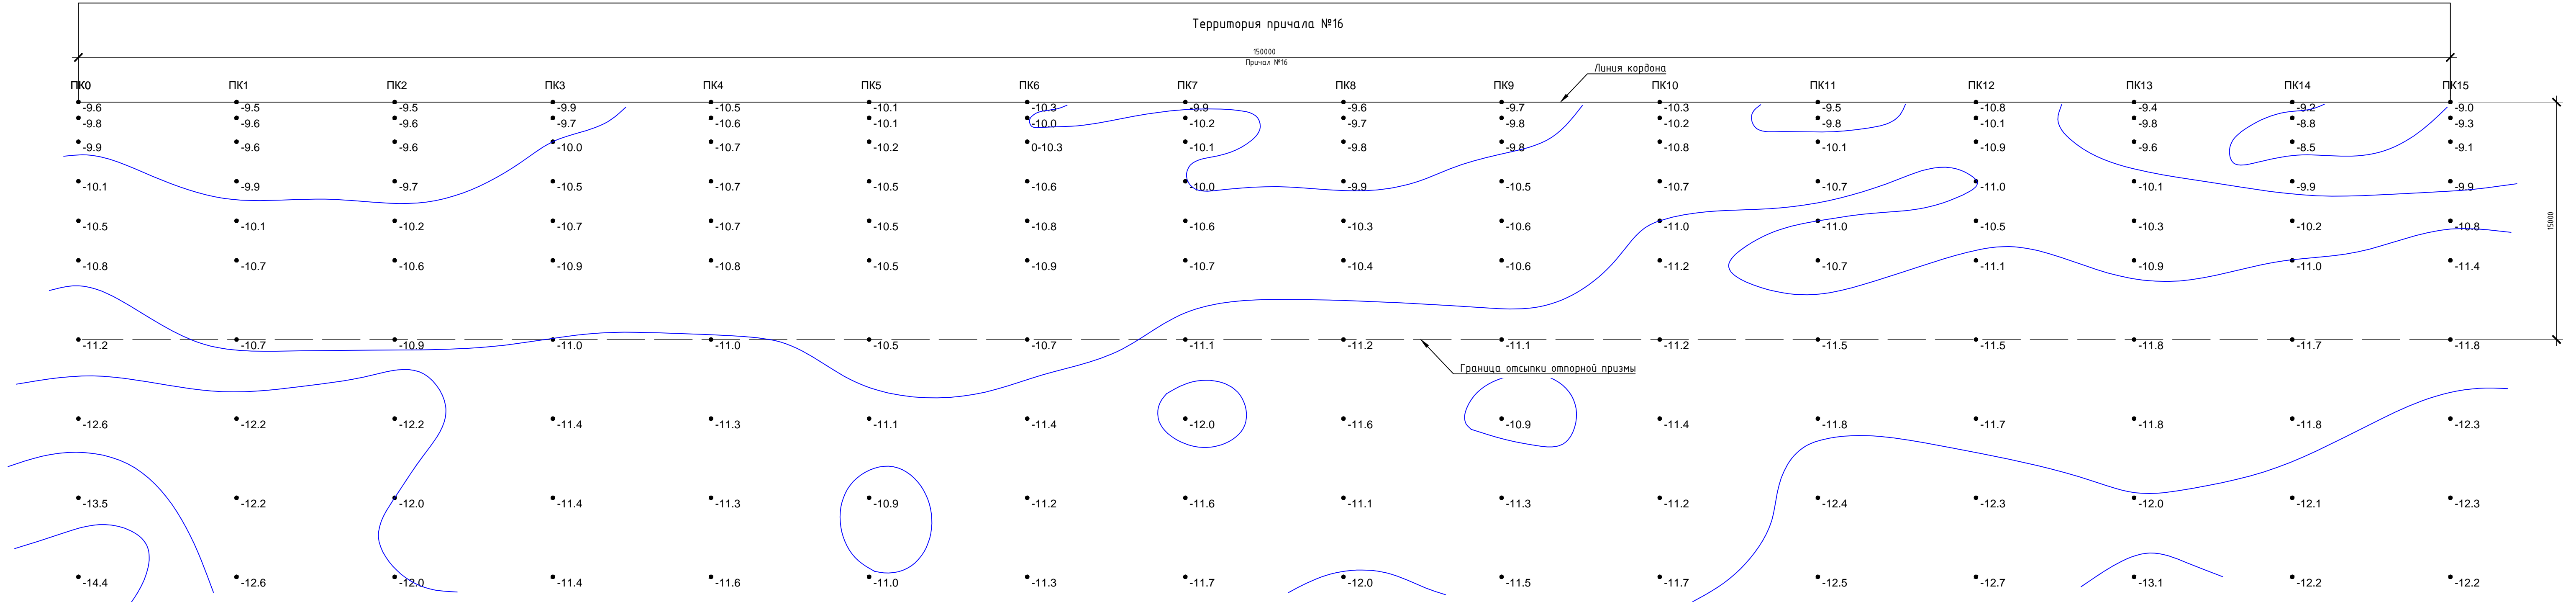 Территория причала №16
150000
Причал №16
Линия кордона
ПК0 ПК1 ПК2 ПК3 ПК4 ПК5 ПК6 ПК7 ПК8 ПК9 ПК10 ПК11 ПК12 ПК13 ПК14 ПК15
-9.6 -9.5 -9.5 -9.9 -10.5 -10.1 -10.3 -9.9 -9.6 -9.7 -10.3 -9.5 -10.8 -9.4 -9.2 -9.0
-9.8 -9.6 -9.6 -9.7 -10.6 -10.1 -10.0 -10.2 -9.7 -9.8 -10.2 -9.8 -10.1 -9.8 -8.8 -9.3
-9.9 -9.6 -9.6 -10.0 -10.7 -10.2 0-10.3 -10.1 -9.8 -9.8 -10.8 -10.1 -10.9 -9.6 -8.5 -9.1
-10.1 -9.9 -9.7 -10.5 -10.7 -10.5 -10.6 -10.0 -9.9 -10.5 -10.7 -10.7 -11.0 -10.1 -9.9 -9.9
-10.5 -10.1 -10.2 -10.7 -10.7 -10.5 -10.8 -10.6 -10.3 -10.6 -11.0 -11.0 -10.5 -10.3 -10.2 -10.8
15000
-10.8 -10.7 -10.6 -10.9 -10.8 -10.5 -10.9 -10.7 -10.4 -10.6 -11.2 -10.7 -11.1 -10.9 -11.0 -11.4
-11.2 -10.7 -10.9 -11.0 -11.0 -10.5 -10.7 -11.1 -11.2 -11.1 -11.2 -11.5 -11.5 -11.8 -11.7 -11.8
Граница отсыпки отпорной призмы
-12.6 -12.2 -12.2 -11.4 -11.3 -11.1 -11.4 -12.0 -11.6 -10.9 -11.4 -11.8 -11.7 -11.8 -11.8 -12.3
-13.5 -12.2 -12.0 -11.4 -11.3 -10.9 -11.2 -11.6 -11.1 -11.3 -11.2 -12.4 -12.3 -12.0 -12.1 -12.3
-14.4 -12.6 -12.0 -11.4 -11.6 -11.0 -11.3 -11.7 -12.0 -11.5 -11.7 -12.5 -12.7 -13.1 -12.2 -12.2